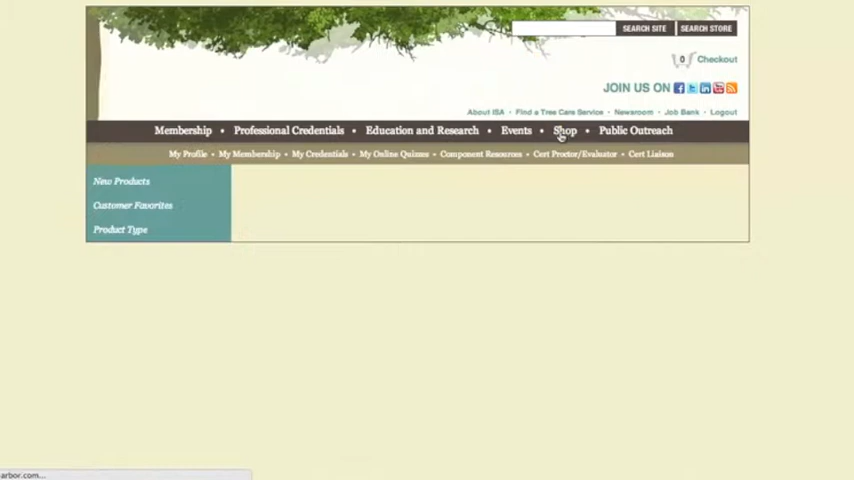 SEARCH SITE SEARCH STORE
0 Checkout
JOIN US ON
About ISA • Find a Tree Care Service • Newsroom • Job Bank • Logout
Membership • Professional Credentials • Education and Research • Events • Shop • Public Outreach
My Profile • My Membership • My Credentials • My Online Quizzes • Component Resources • Cert Proctor/Evaluator • Cert Liaison
New Products
Customer Favorites
Product Type
arbor.com...